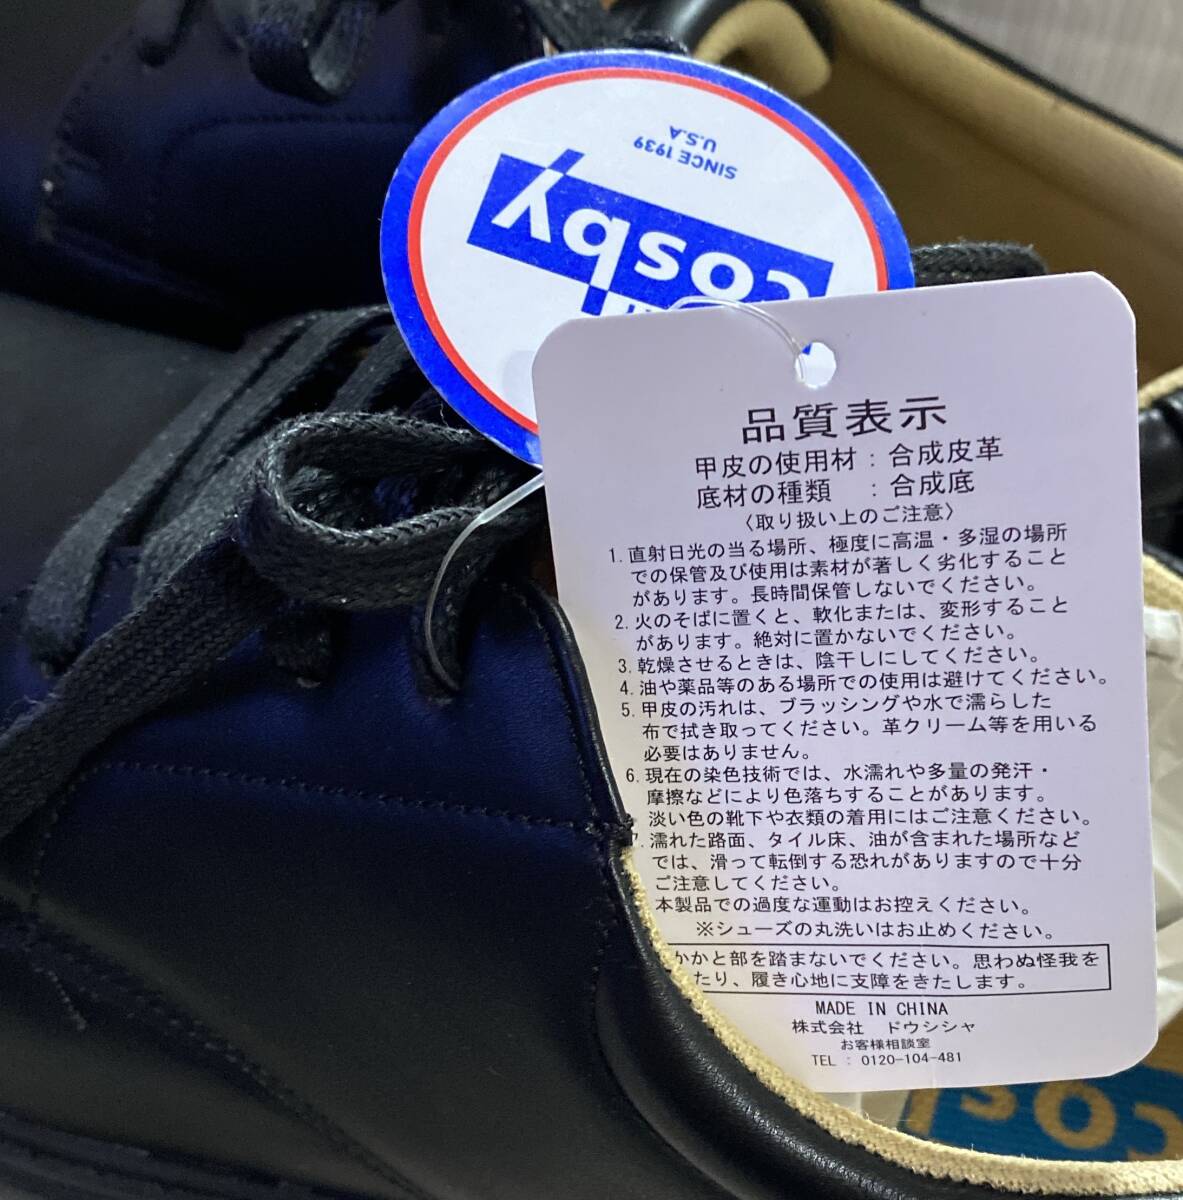 SINCE 1939
U.S.A
cosby
品質表示
甲皮の使用材：合成皮革
底材の種類　：合成底
〈取り扱い上のご注意〉
1. 直射日光の当る場所、極度に高温・多湿の場所
での保管及び使用は素材が著しく劣化すること
があります。長時間保管しないでください。
2. 火のそばに置くと、軟化または、変形すること
があります。絶対に置かないでください。
3. 乾燥させるときは、陰干しにしてください。
4. 油や薬品等のある場所での使用は避けてください。
5. 甲皮の汚れは、ブラッシングや水で濡らした
布で拭き取ってください。革クリーム等を用いる
必要はありません。
6. 現在の染色技術では、水濡れや多量の発汗・
摩擦などにより色落ちすることがあります。
淡い色の靴下や衣類の着用にはご注意ください。
7. 濡れた路面、タイル床、油が含まれた場所など
では、滑って転倒する恐れがありますので十分
ご注意してください。
本製品での過度な運動はお控えください。
※シューズの丸洗いはお止めください。
かかと部を踏まないでください。思わぬ怪我を
たり、履き心地に支障をきたします。
MADE IN CHINA
株式会社　ドウシシャ
お客様相談室
TEL : 0120-104-481
cos